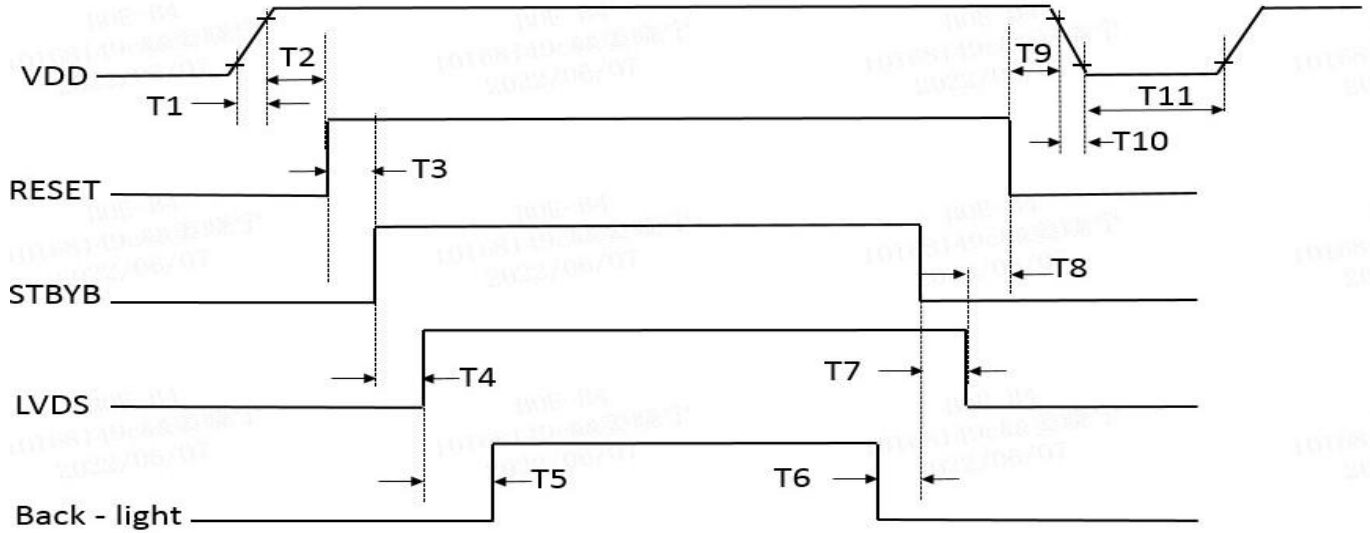 VDD
T1
T2
T9
T10
T11
RESET
T3
STBYB
T8
LVDS
T4
T7
Back - light
T5
T6